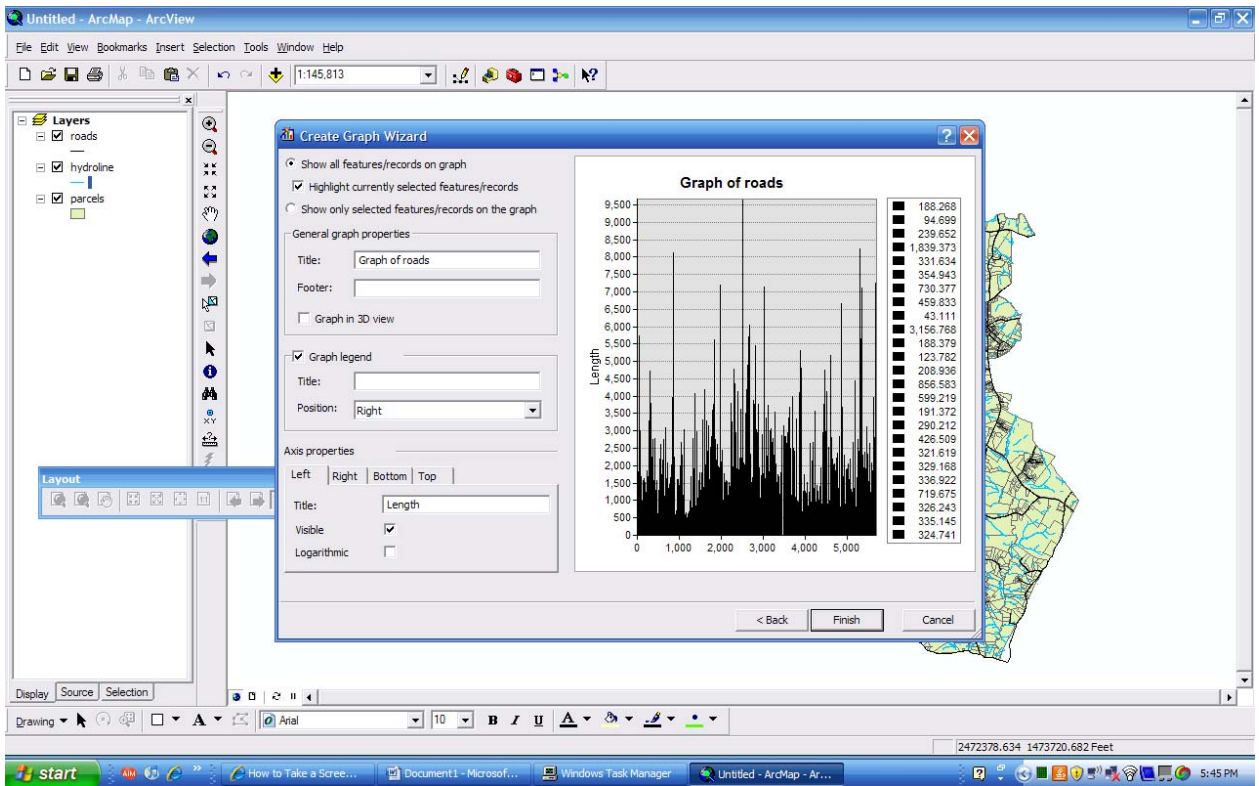 Untitled - ArcMap - ArcView
File Edit View Bookmarks Insert Selection Tools Window Help
1:145,813
Layers
roads
hydroline
parcels
XY
Create Graph Wizard
Show all features/records on graph
Highlight currently selected features/records
Show only selected features/records on the graph
General graph properties
Title: Graph of roads
Footer:
Graph in 3D view
Graph legend
Title:
Position: Right
Axis properties
Left Right Bottom Top
Title: Length
Visible
Logarithmic
Graph of roads
Length
9,500
9,000
8,500
8,000
7,500
7,000
6,500
6,000
5,500
5,000
4,500
4,000
3,500
3,000
2,500
2,000
1,500
1,000
500
0
0 1,000 2,000 3,000 4,000 5,000
188.268
94.699
239.652
1,839.373
331.634
354.943
730.377
459.833
43.111
3,156.768
188.379
123.782
208.936
856.583
599.219
191.372
290.212
426.509
321.619
329.168
336.922
719.675
326.243
335.145
324.741
< Back Finish Cancel
Layout
Display Source Selection
Drawing A Arial 10 B I U A
2472378.634 1473720.682 Feet
start AIM How to Take a Scree... Document1 - Microsof... Windows Task Manager Untitled - ArcMap - Ar... 5:45 PM